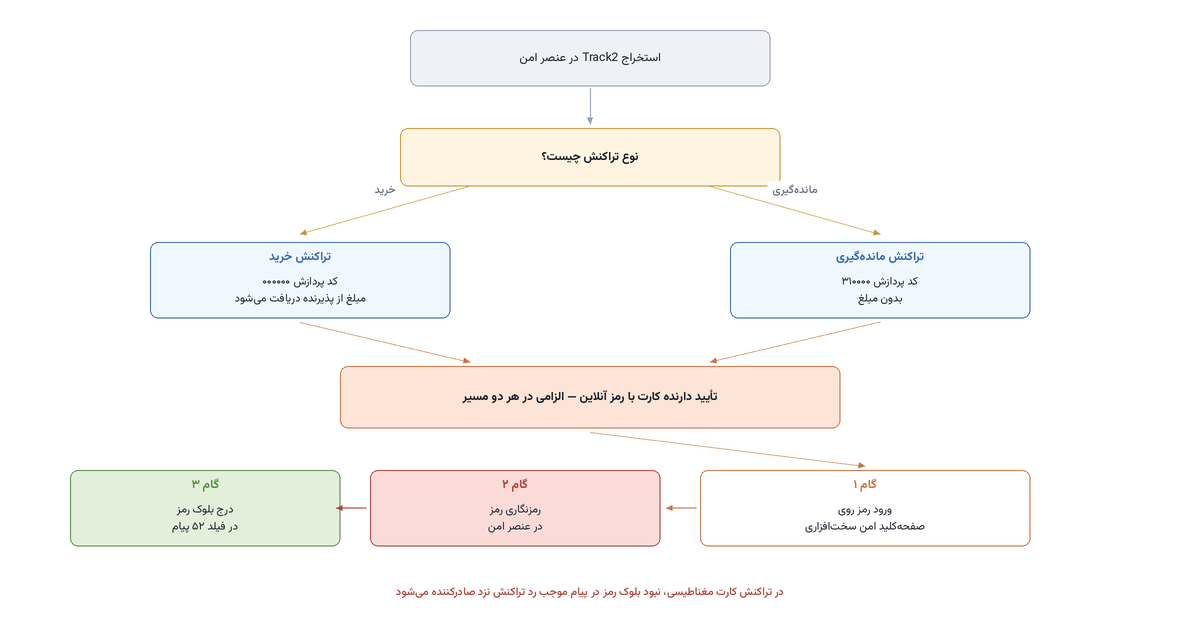 استخراج Track2 در عنصر امن
نوع تراکنش چیست؟
مانده‌گیری
خرید
تراکنش مانده‌گیری
کد پردازش ۳۱۰۰۰۰
بدون مبلغ
تراکنش خرید
کد پردازش ۰۰۰۰۰۰
مبلغ از پذیرنده دریافت می‌شود
تأیید دارنده کارت با رمز آنلاین — الزامی در هر دو مسیر
گام ۱
ورود رمز روی
صفحه‌کلید امن سخت‌افزاری
گام ۲
رمزنگاری رمز
در عنصر امن
گام ۳
درج بلوک رمز
در فیلد ۵۲ پیام
در تراکنش کارت مغناطیسی، نبود بلوک رمز در پیام موجب رد تراکنش نزد صادرکننده می‌شود